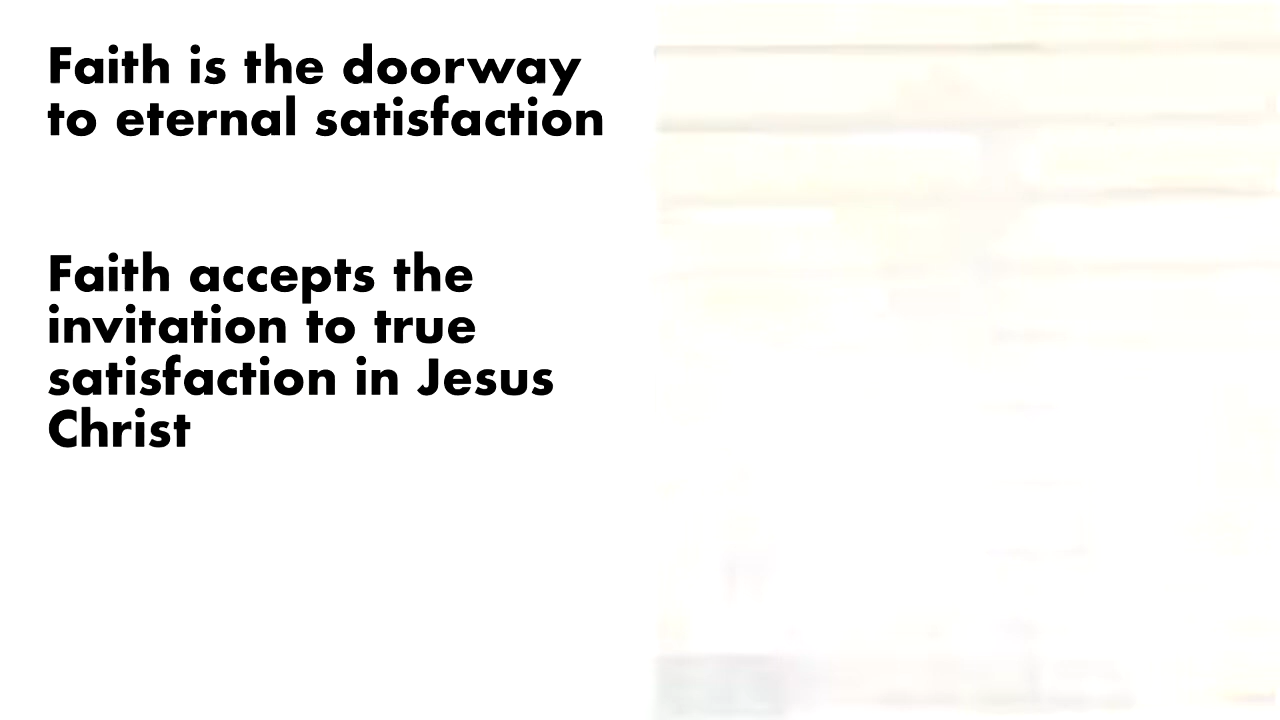 Faith is the doorway
to eternal satisfaction
Faith accepts the
invitation to true
satisfaction in Jesus
Christ